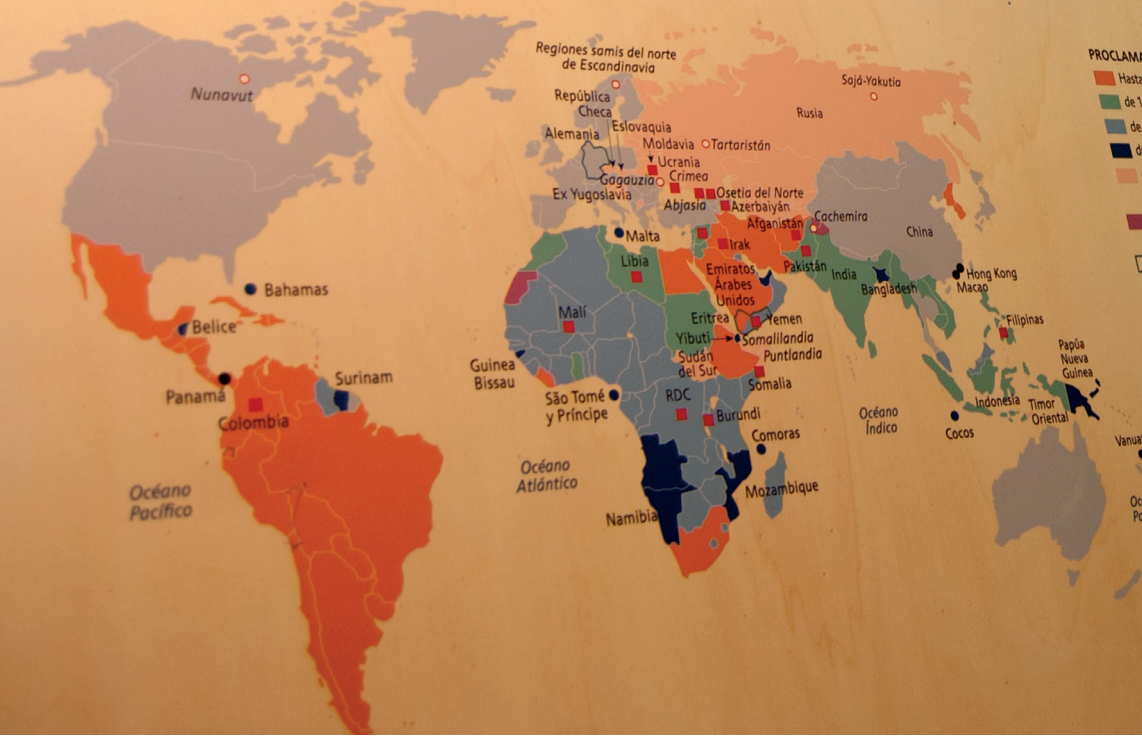 Nunavut
Regiones samis del norte
de Escandinavia
República
Checa
Eslovaquia
Alemania
Moldavia
Tartaristán
Ucrania
Gagauzia
Crimea
Ex Yugoslavia
Osetia del Norte
Abjasia
Azerbaiyán
Sajá-Yakutia
Rusia
PROCLAMA
Hasta
de 1
de
d
Cachemira
Afganistán
China
Malta
Irak
Libia
Pakistán
India
Bangladesh
Hong Kong
Macao
Emiratos
Árabes
Unidos
Bahamas
Belice
Malí
Eritrea
Yemen
Yibuti
Somalilandia
Puntlandia
Sudán
del Sur
Somalia
Filipinas
Papúa
Nueva
Guinea
Panamá
Surinam
Colombia
Guinea
Bissau
São Tomé
y Príncipe
RDC
Burundi
Comoras
Océano
Índico
Indonesia
Timor
Oriental
Cocos
Vanua
Océano
Pacífico
Océano
Atlántico
Namibia
Mozambique
Oc
Pa